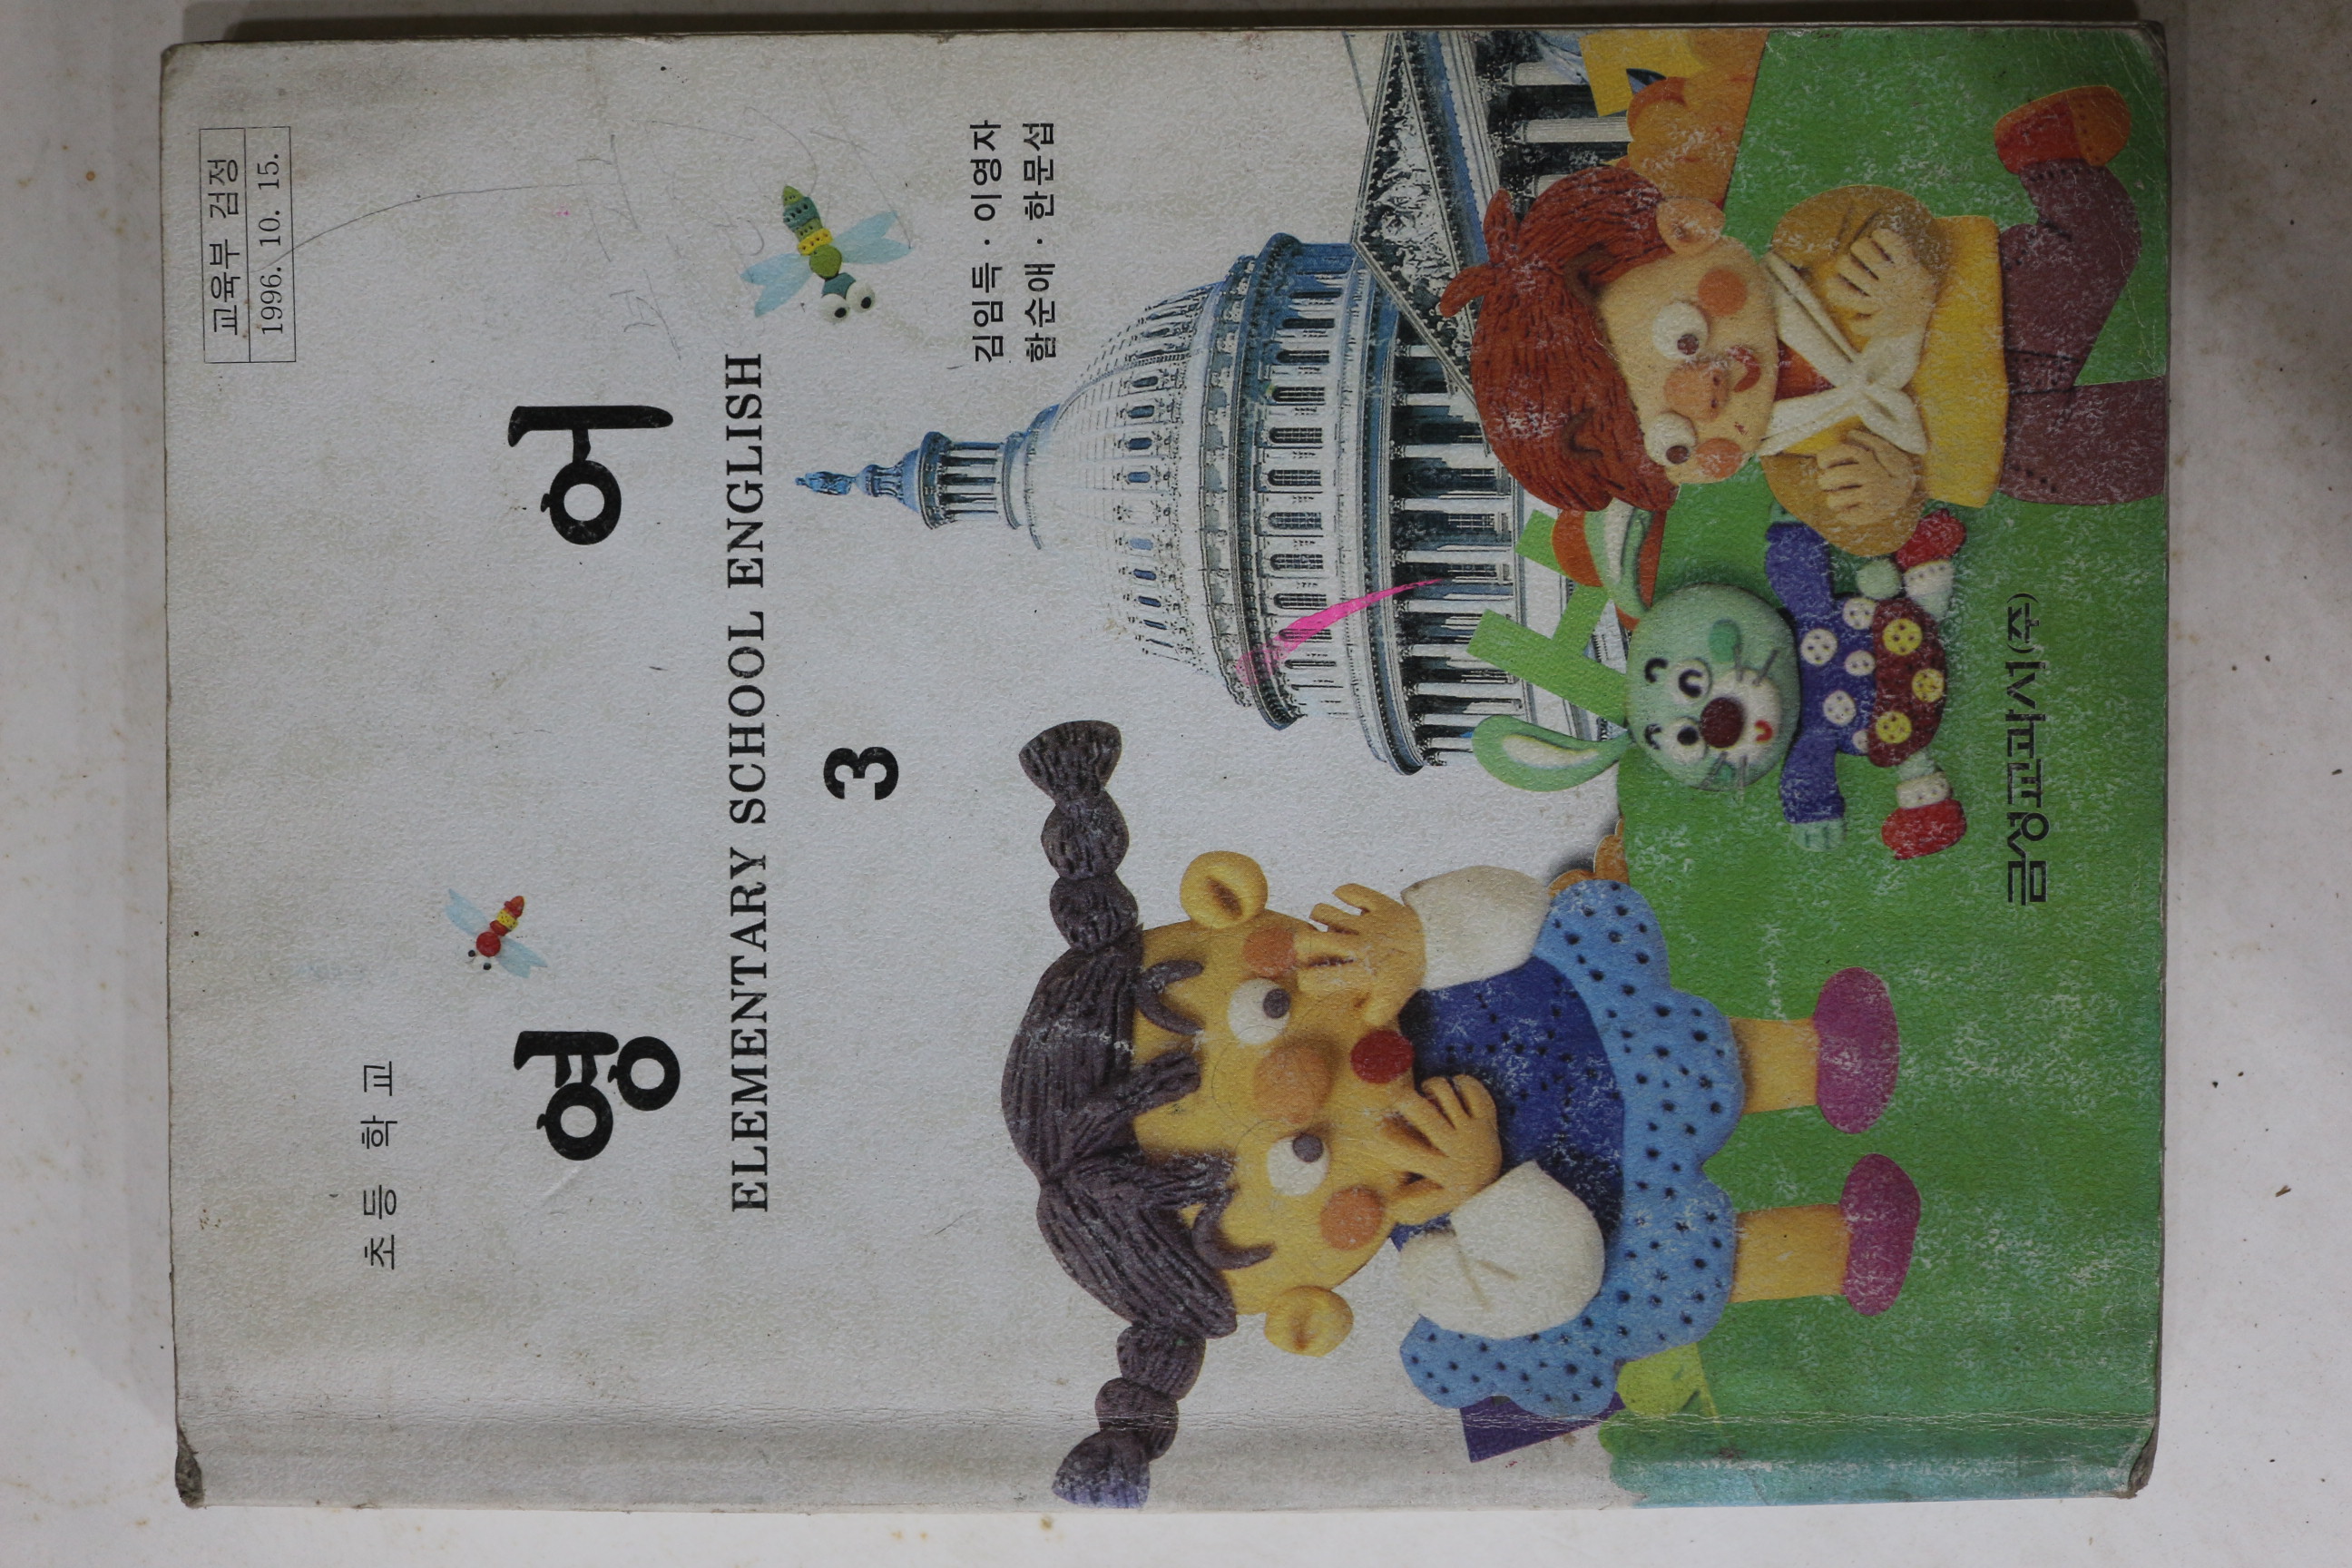 교육부 검정
1996. 10. 15.
초등 학교
영어
ELEMENTARY SCHOOL ENGLISH
3
김임득 · 이영자
함순애 · 한문섭
금성교과서(주)